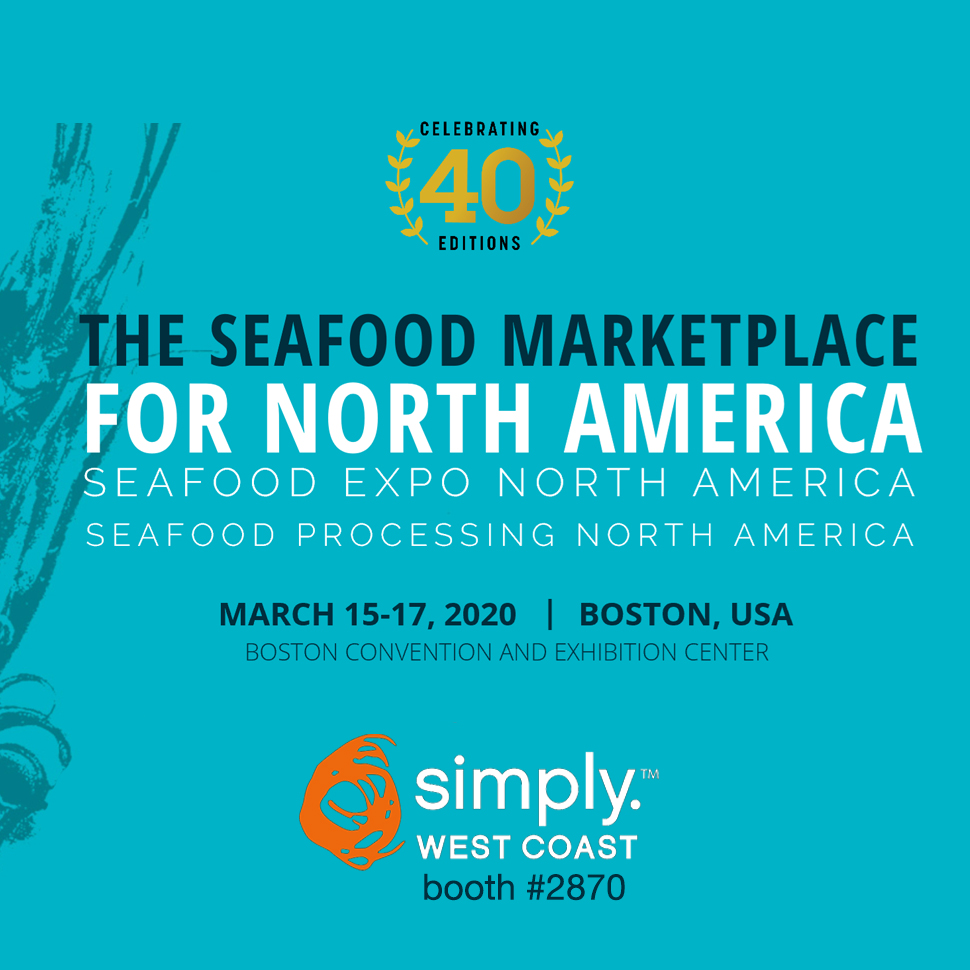 CELEBRATING
40
EDITIONS
THE SEAFOOD MARKETPLACE
FOR NORTH AMERICA
SEAFOOD EXPO NORTH AMERICA
SEAFOOD PROCESSING NORTH AMERICA
MARCH 15-17, 2020 | BOSTON, USA
BOSTON CONVENTION AND EXHIBITION CENTER
simply.™
WEST COAST
booth #2870